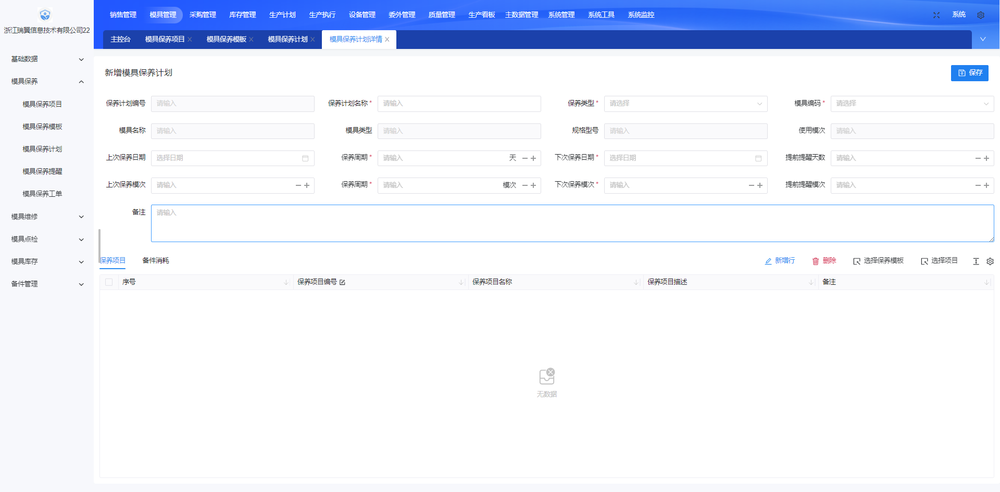 浙江瑞翼信息技术有限公司22
销售管理 模具管理 采购管理 库存管理 生产计划 生产执行 设备管理 委外管理 质量管理 生产看板 主数据管理 系统管理 系统工具 系统监控 系统
主控台 模具保养项目 模具保养模板 模具保养计划 模具保养计划详情
基础数据
模具保养
模具保养项目
模具保养模板
模具保养计划
模具保养提醒
模具保养工单
模具维修
模具点检
模具库存
备件管理
新增模具保养计划 保存
保养计划编号 请输入 保养计划名称 * 请输入 保养类型 * 请选择 模具编码 * 请选择
模具名称 请输入 模具类型 请输入 规格型号 请输入 使用模次 请输入
上次保养日期 选择日期 保养周期 * 请输入 天 下次保养日期 * 选择日期 提前提醒天数 请输入
上次保养模次 请输入 保养周期 * 请输入 模次 下次保养模次 * 请输入 提前提醒模次 请输入
备注 请输入
保养项目 备件消耗 新增行 删除 选择保养模板 选择项目
序号 保养项目编号 保养项目名称 保养项目描述 备注
无数据